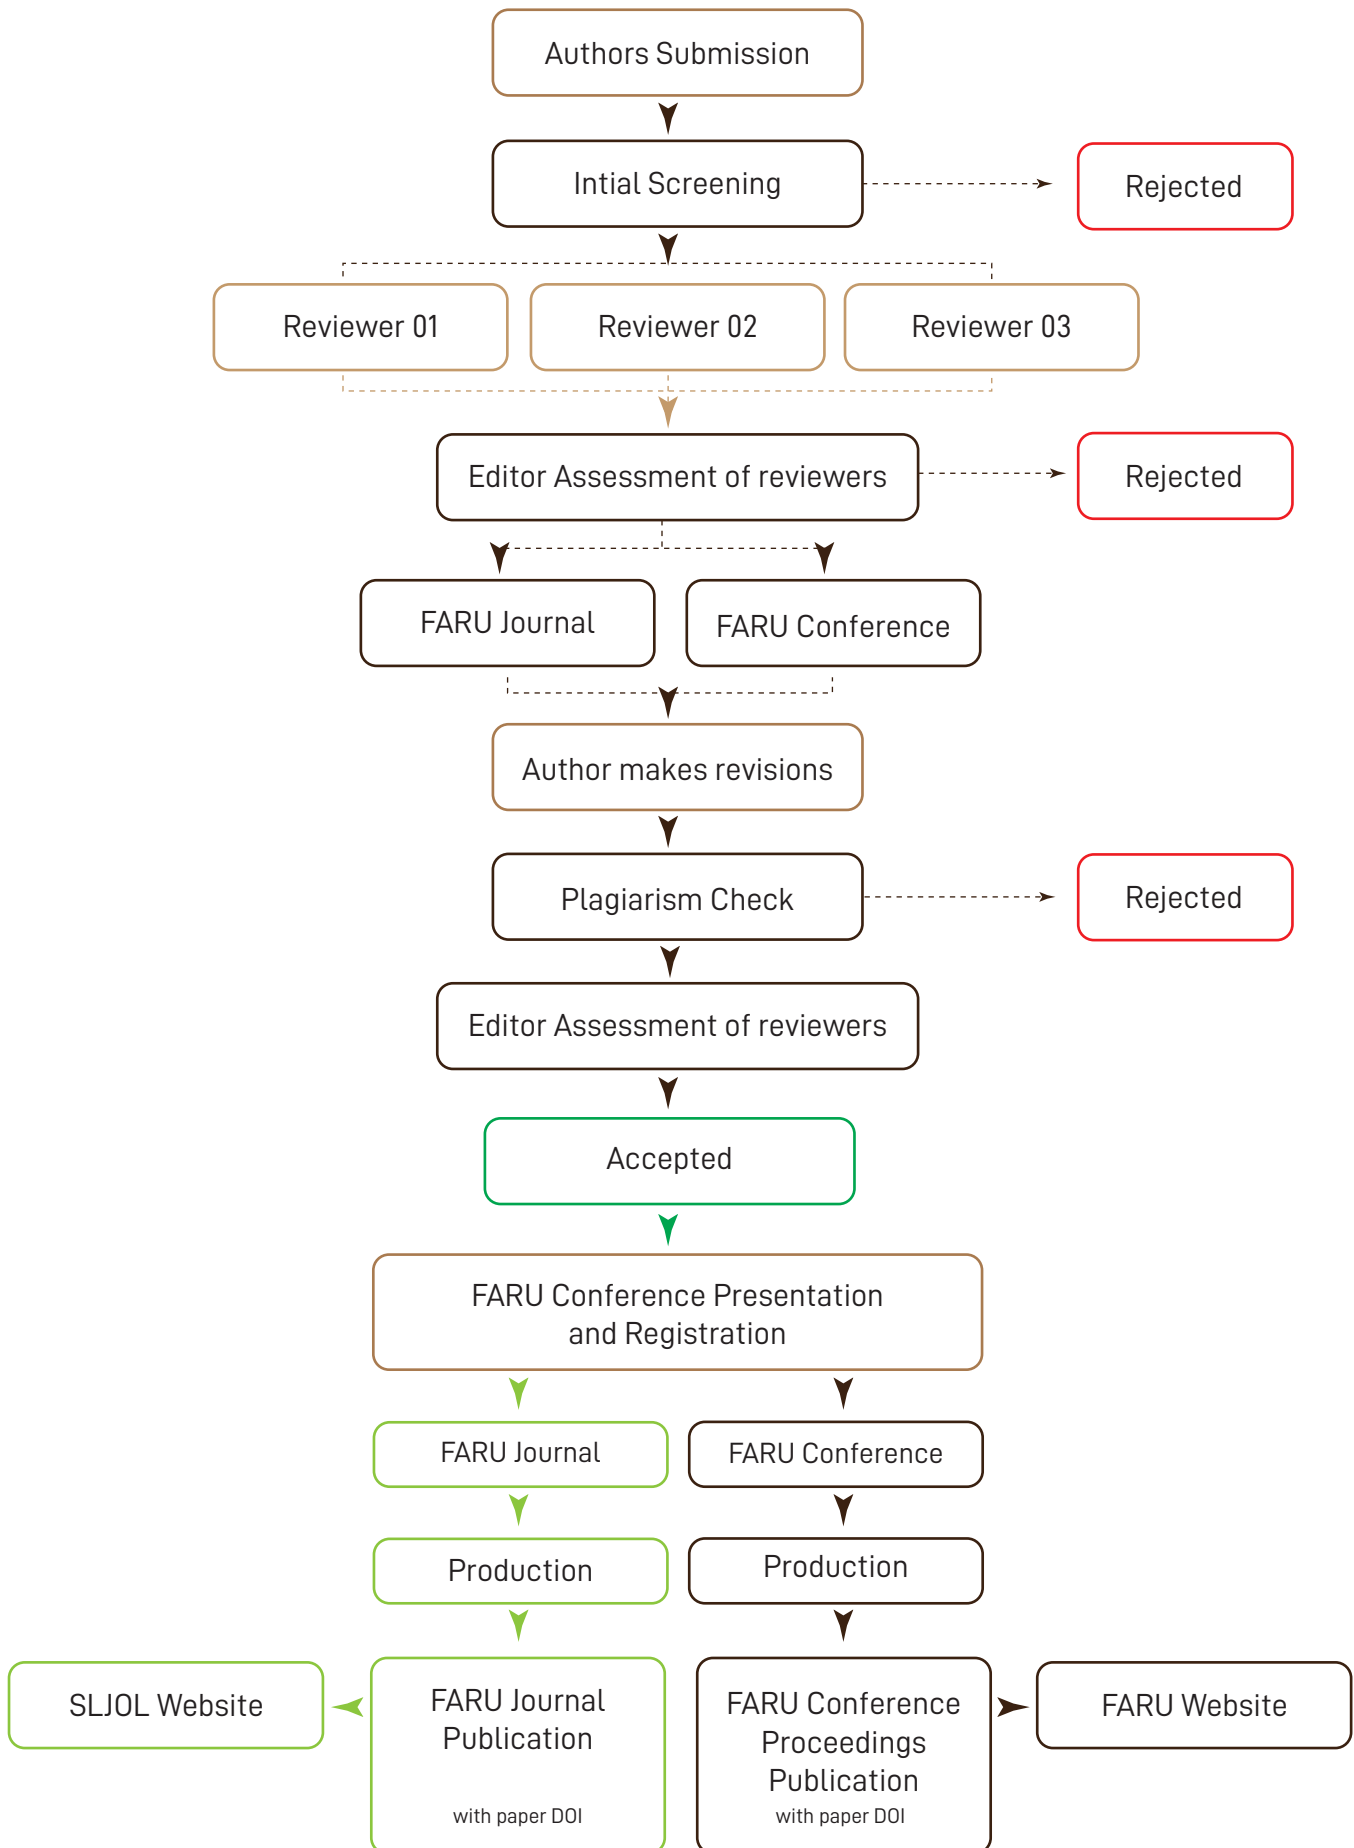 Authors Submission
Intial Screening
Rejected
Reviewer 01
Reviewer 02
Reviewer 03
Editor Assessment of reviewers
Rejected
FARU Journal
FARU Conference
Author makes revisions
Plagiarism Check
Rejected
Editor Assessment of reviewers
Accepted
FARU Conference Presentation
and Registration
FARU Journal
FARU Conference
Production
Production
SLJOL Website
FARU Journal
Publication
with paper DOI
FARU Conference
Proceedings
Publication
with paper DOI
FARU Website